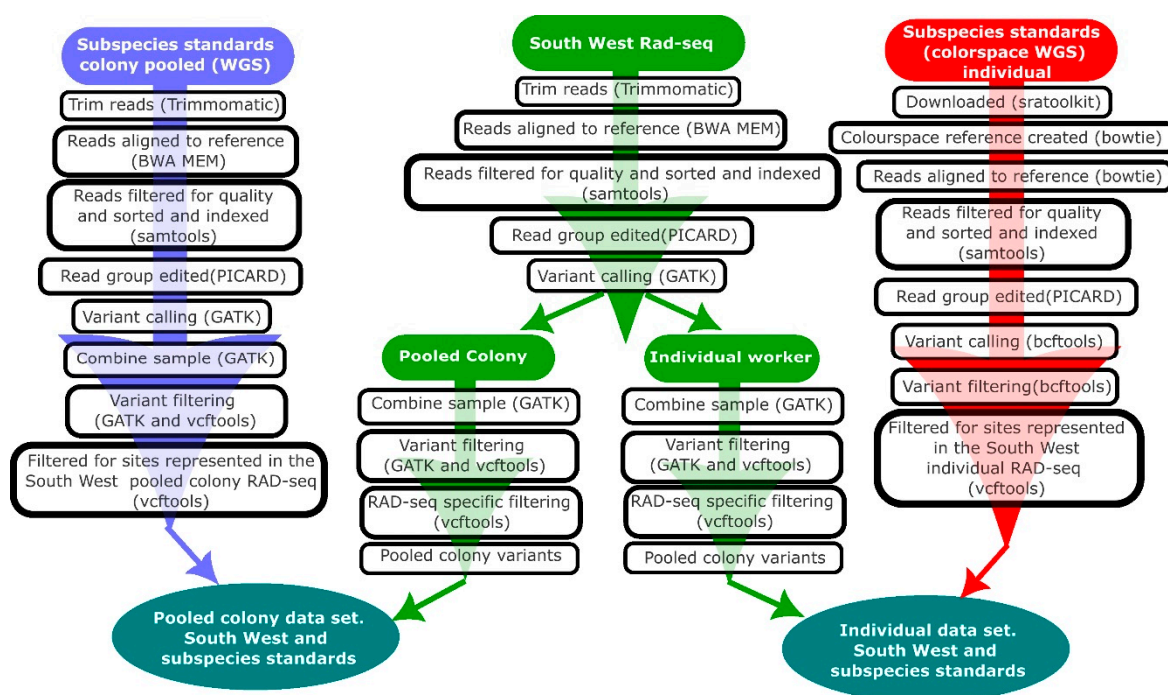 Subspecies standards
colony pooled (WGS)
Trim reads (Trimmomatic)
Reads aligned to reference
(BWA MEM)
Reads filtered for quality
and sorted and indexed
(samtools)
Read group edited(PICARD)
Variant calling (GATK)
Combine sample (GATK)
Variant filtering
(GATK and vcftools)
Filtered for sites represented in the
South West pooled colony RAD-seq
(vcftools)
South West Rad-seq
Trim reads (Trimmomatic)
Reads aligned to reference (BWA MEM)
Reads filtered for quality and sorted and indexed
(samtools)
Read group edited(PICARD)
Variant calling (GATK)
Pooled Colony
Combine sample (GATK)
Variant filtering
(GATK and vcftools)
RAD-seq specific filtering
(vcftools)
Pooled colony variants
Individual worker
Combine sample (GATK)
Variant filtering
(GATK and vcftools)
RAD-seq specific filtering
(vcftools)
Pooled colony variants
Subspecies standards
(colorspace WGS)
individual
Downloaded (sratoolkit)
Colourspace reference created (bowtie)
Reads aligned to reference (bowtie)
Reads filtered for quality
and sorted and indexed
(samtools)
Read group edited(PICARD)
Variant calling (bcftools)
Variant filtering(bcftools)
Filtered for sites represented
in the South West
individual RAD-seq
(vcftools)
Pooled colony data set.
South West and
subspecies standards
Individual data set.
South West and
subspecies standards